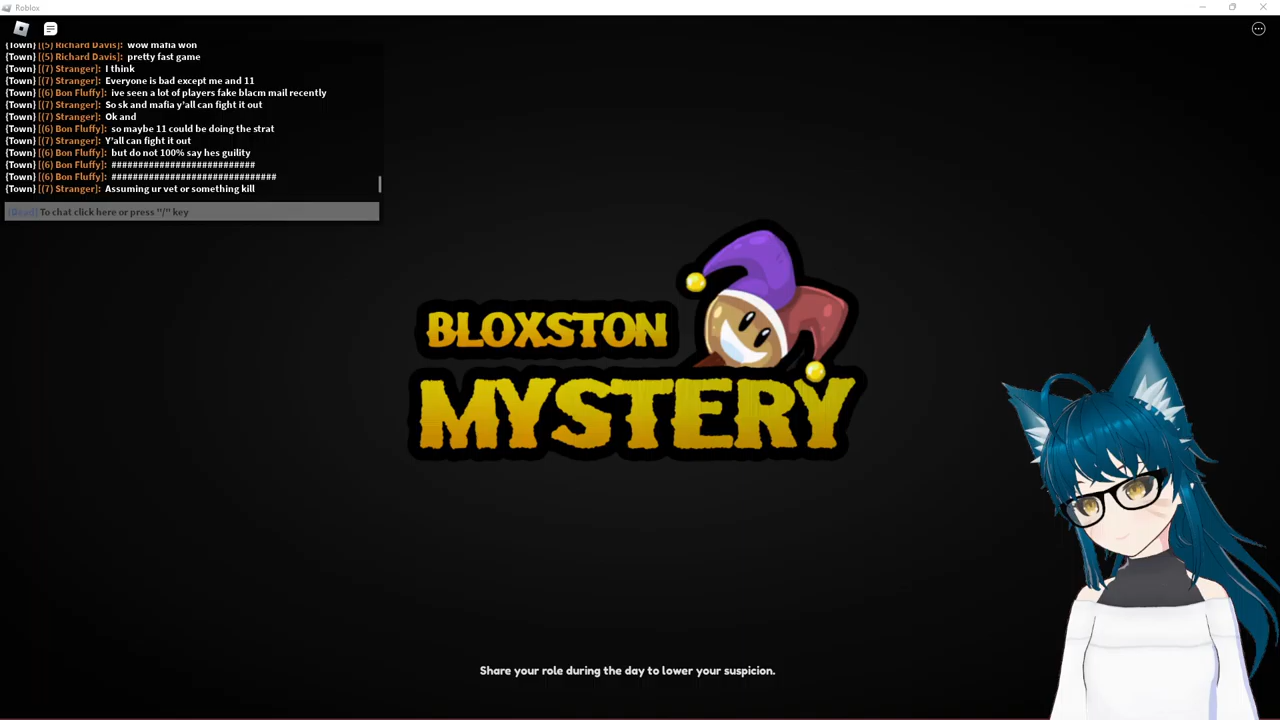 Roblox
{Town} [(5) Richard Davis]: wow mafia won
{Town} [(5) Richard Davis]: pretty fast game
{Town} [(7) Stranger]: I think
{Town} [(7) Stranger]: Everyone is bad except me and 11
{Town} [(6) Bon Fluffy]: ive seen a lot of players fake blacm mail recently
{Town} [(7) Stranger]: So sk and mafia y'all can fight it out
{Town} [(7) Stranger]: Ok and
{Town} [(6) Bon Fluffy]: so maybe 11 could be doing the strat
{Town} [(7) Stranger]: Y'all can fight it out
{Town} [(6) Bon Fluffy]: but do not 100% say hes guility
{Town} [(6) Bon Fluffy]: ##########################
{Town} [(6) Bon Fluffy]: ##############################
{Town} [(7) Stranger]: Assuming ur vet or something kill
[Dead] To chat click here or press "/" key
BLOXSTON
MYSTERY
Share your role during the day to lower your suspicion.